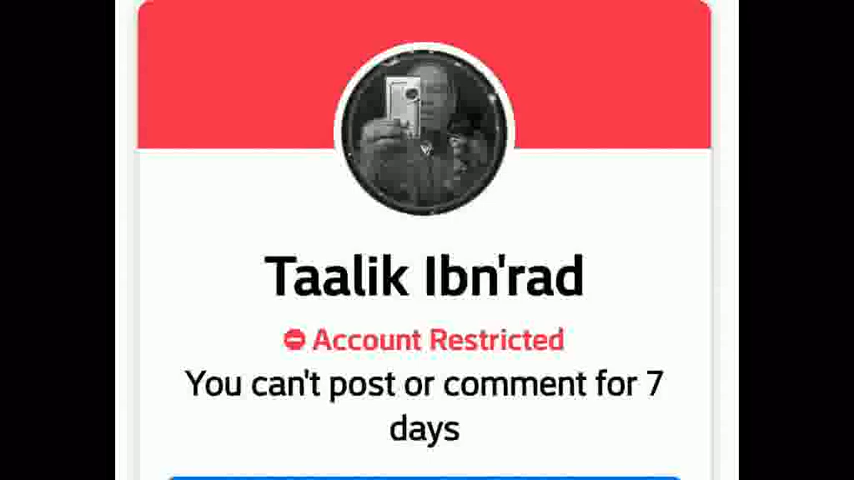 Taalik Ibn'rad
Account Restricted
You can't post or comment for 7
days